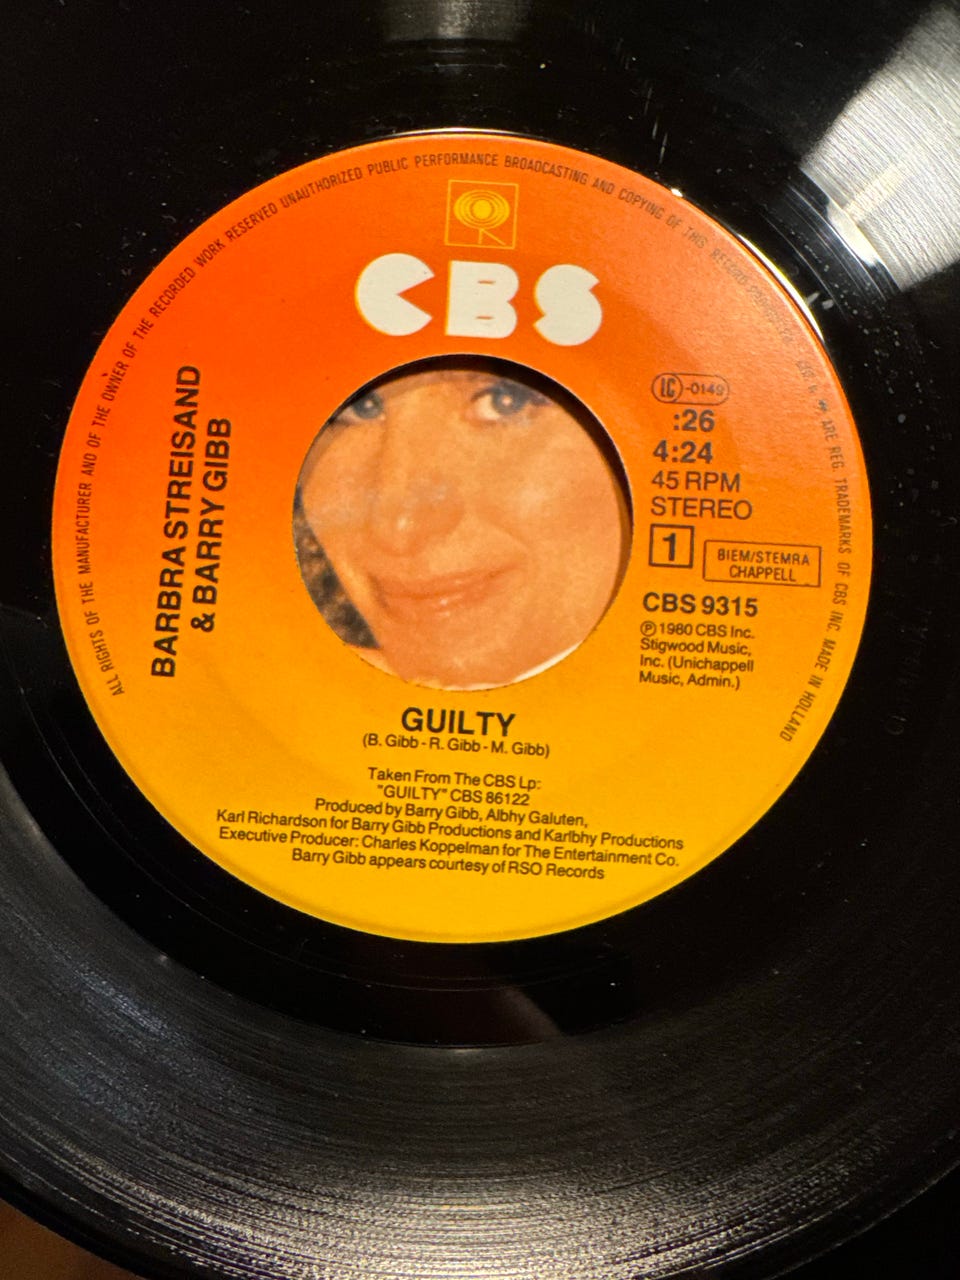 ALL RIGHTS OF THE MANUFACTURER AND OF THE OWNER OF THE RECORDED WORK RESERVED UNAUTHORIZED PUBLIC PERFORMANCE BROADCASTING AND COPYING OF THIS RECORD ARE REG. TRADEMARKS OF CBS INC. MADE IN HOLLAND
CBS
BARBRA STREISAND
& BARRY GIBB
LC -0149
:26
4:24
45 RPM
STEREO
1
BIEM/STEMRA
CHAPPELL
CBS 9315
℗ 1980 CBS Inc.
Stigwood Music,
Inc. (Unichappell
Music, Admin.)
GUILTY
(B. Gibb - R. Gibb - M. Gibb)
Taken From The CBS Lp:
"GUILTY" CBS 86122
Produced by Barry Gibb, Albhy Galuten,
Karl Richardson for Barry Gibb Productions and Karlbhy Productions
Executive Producer: Charles Koppelman for The Entertainment Co.
Barry Gibb appears courtesy of RSO Records